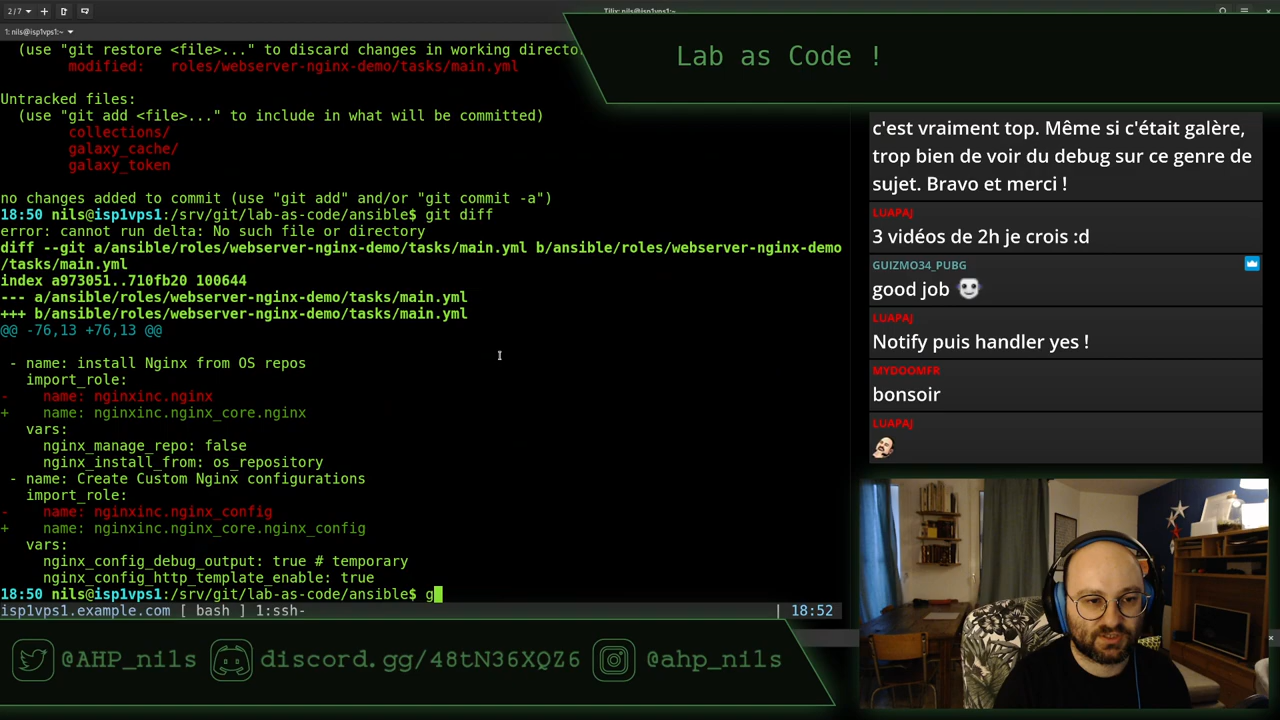 2/7
Tilix: nils@isp1vps1:~
1: nils@isp1vps1:~
(use "git restore <file>..." to discard changes in working directo
modified:   roles/webserver-nginx-demo/tasks/main.yml
Untracked files:
(use "git add <file>..." to include in what will be committed)
collections/
galaxy_cache/
galaxy_token
no changes added to commit (use "git add" and/or "git commit -a")
18:50 nils@isp1vps1:/srv/git/lab-as-code/ansible$ git diff
error: cannot run delta: No such file or directory
diff --git a/ansible/roles/webserver-nginx-demo/tasks/main.yml b/ansible/roles/webserver-nginx-demo
/tasks/main.yml
index a973051..710fb20 100644
--- a/ansible/roles/webserver-nginx-demo/tasks/main.yml
+++ b/ansible/roles/webserver-nginx-demo/tasks/main.yml
@@ -76,13 +76,13 @@
- name: install Nginx from OS repos
import_role:
-    name: nginxinc.nginx
+    name: nginxinc.nginx_core.nginx
vars:
nginx_manage_repo: false
nginx_install_from: os_repository
- name: Create Custom Nginx configurations
import_role:
-    name: nginxinc.nginx_config
+    name: nginxinc.nginx_core.nginx_config
vars:
nginx_config_debug_output: true # temporary
nginx_config_http_template_enable: true
18:50 nils@isp1vps1:/srv/git/lab-as-code/ansible$ g
isp1vps1.example.com [ bash ] 1:ssh- | 18:52
Lab as Code !
c'est vraiment top. Même si c'était galère,
trop bien de voir du debug sur ce genre de
sujet. Bravo et merci !
LUAPAJ
3 vidéos de 2h je crois :d
GUIZMO34_PUBG
good job
LUAPAJ
Notify puis handler yes !
MYDOOMFR
bonsoir
LUAPAJ
@AHP_nils
discord.gg/48tN36XQZ6
@ahp_nils